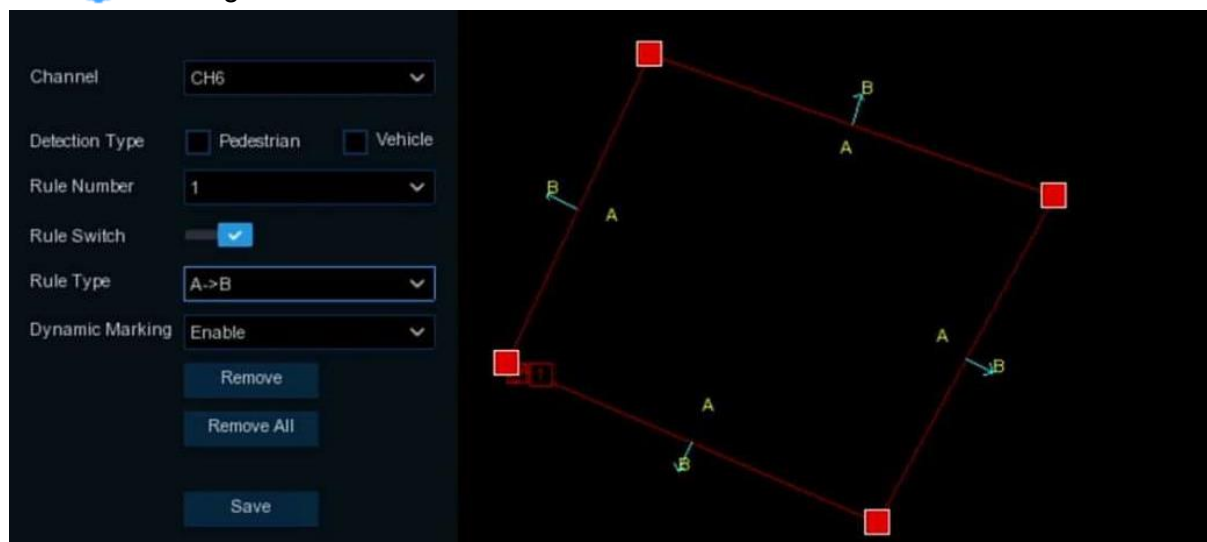 Channel
CH6
Detection Type
Pedestrian
Vehicle
Rule Number
1
Rule Switch
Rule Type
A->B
Dynamic Marking
Enable
Remove
Remove All
Save
B
A
B
A
A
B
A
B
1